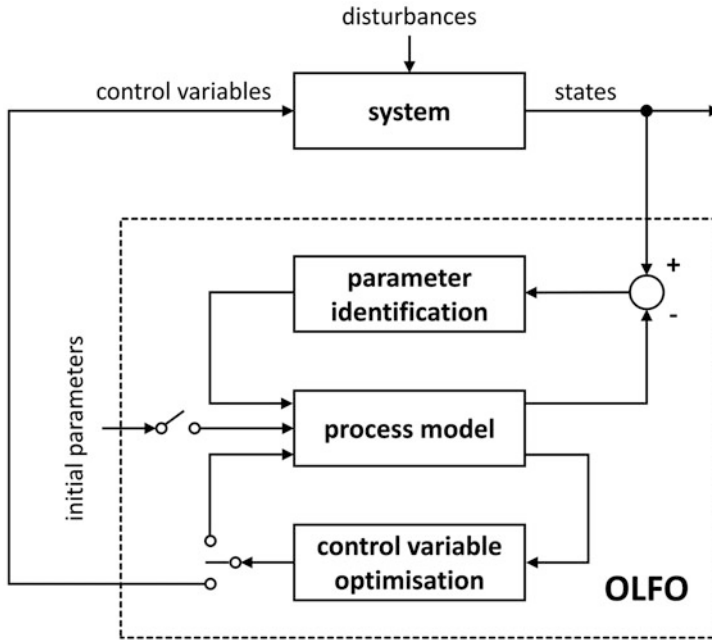 disturbances
control variables
system
states
+
-
parameter
identification
initial parameters
process model
control variable
optimisation
OLFO